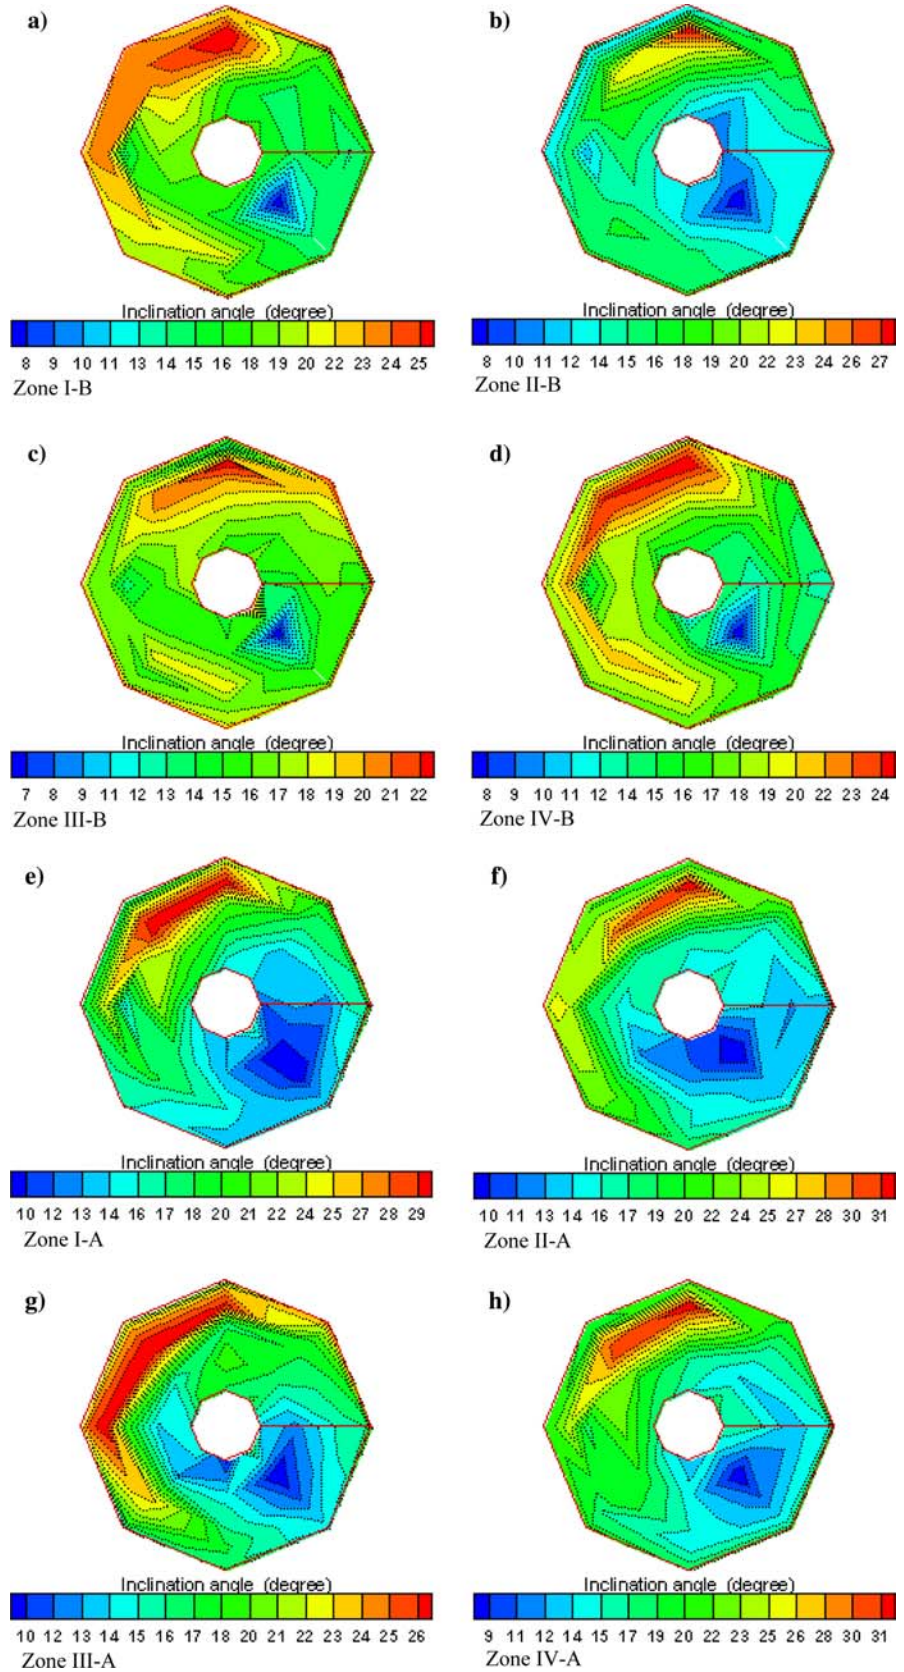 a)
b)
Inclination angle (degree)
8 9 10 11 13 14 15 16 18 19 20 22 23 24 25
Zone I-B
Inclination angle (degree)
8 10 11 12 14 15 16 18 19 20 22 23 24 26 27
Zone II-B
c)
d)
Inclination angle (degree)
7 8 9 10 11 12 13 14 15 16 17 18 19 20 21 22
Zone III-B
Inclination angle (degree)
8 9 10 11 12 14 15 16 17 18 19 20 22 23 24
Zone IV-B
e)
f)
Inclination angle (degree)
10 12 13 14 16 17 18 20 21 22 24 25 27 28 29
Zone I-A
Inclination angle (degree)
10 11 13 14 16 17 19 20 22 24 25 27 28 30 31
Zone II-A
g)
h)
Inclination angle (degree)
10 12 13 14 15 16 17 18 20 21 22 23 24 25 26
Zone III-A
Inclination angle (degree)
9 11 12 14 15 17 18 20 22 23 25 26 28 30 31
Zone IV-A